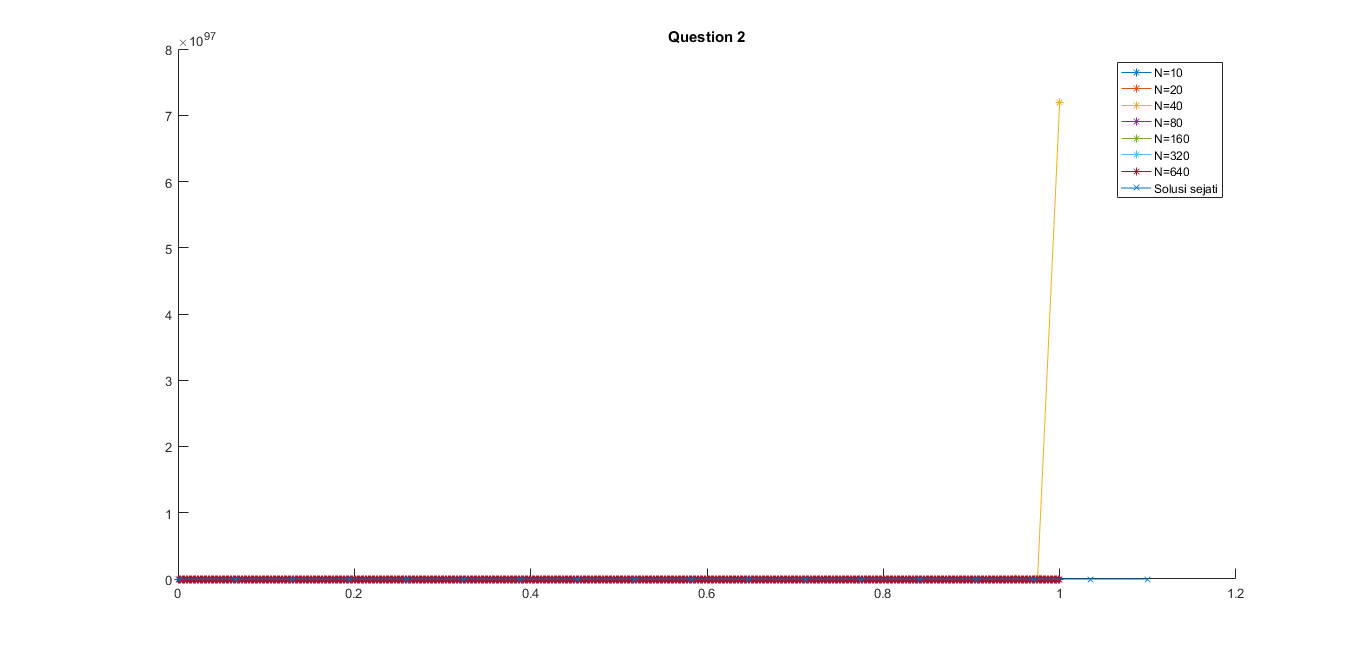 Question 2
×10^97
8
7
6
5
4
3
2
1
0
0 0.2 0.4 0.6 0.8 1 1.2
N=10
N=20
N=40
N=80
N=160
N=320
N=640
Solusi sejati